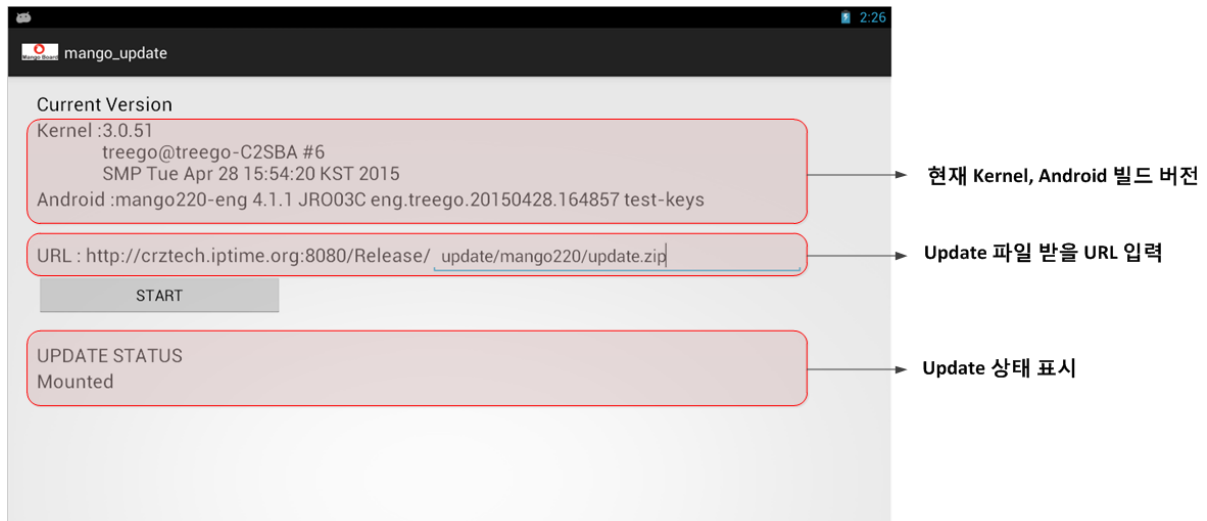 2:26
Mango Board mango_update
Current Version
Kernel :3.0.51
treego@treego-C2SBA #6
SMP Tue Apr 28 15:54:20 KST 2015
현재 Kernel, Android 빌드 버전
Android :mango220-eng 4.1.1 JRO03C eng.treego.20150428.164857 test-keys
URL : http://crztech.iptime.org:8080/Release/ update/mango220/update.zip
Update 파일 받을 URL 입력
START
UPDATE STATUS
Mounted
Update 상태 표시